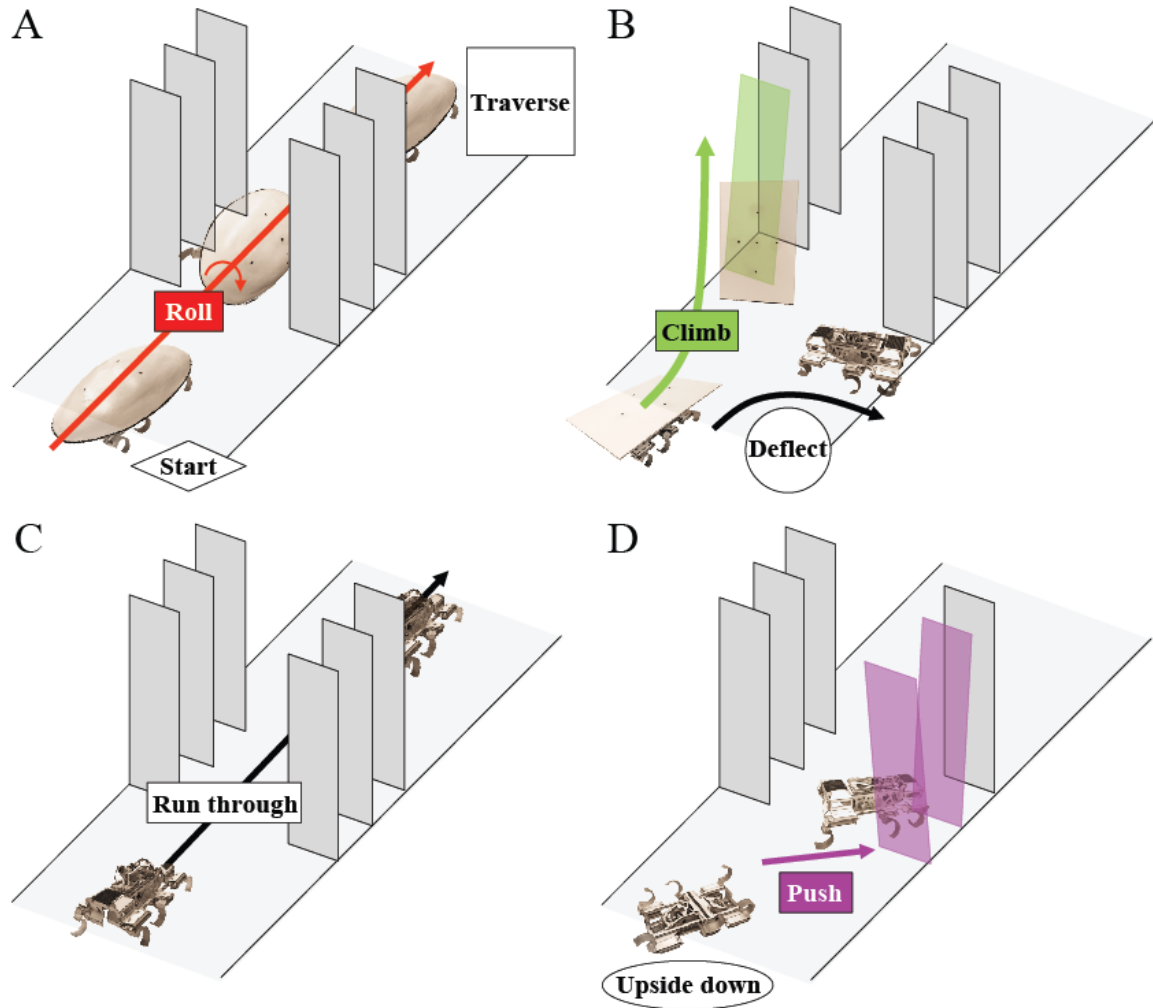 A
Traverse
Roll
Start
B
Climb
Deflect
C
Run through
D
Push
Upside down